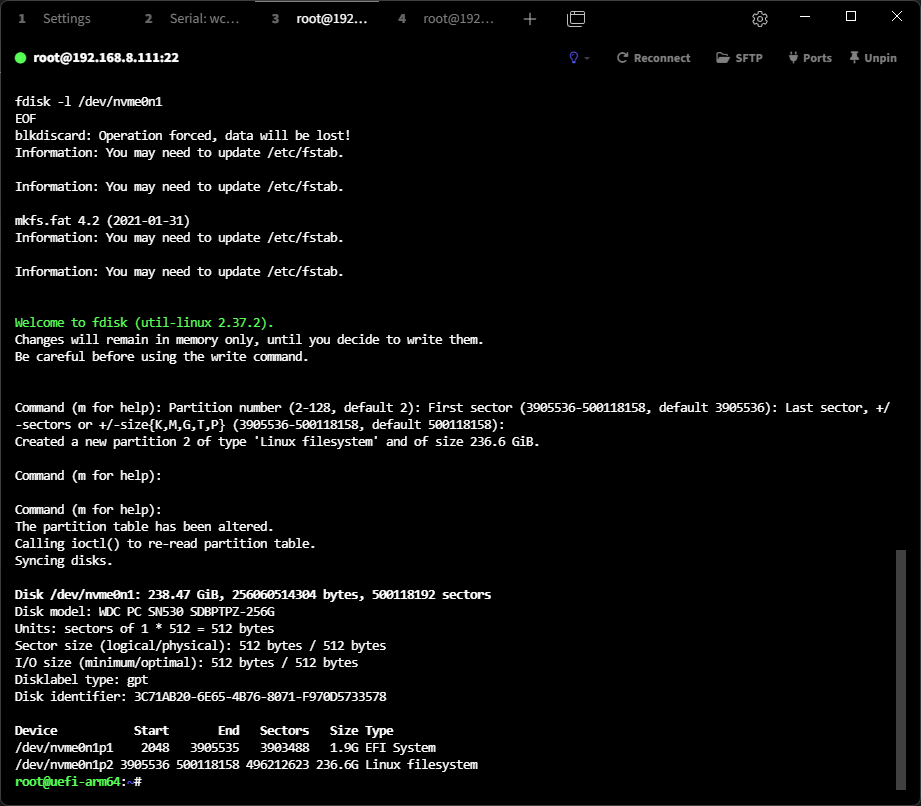 1 Settings 2 Serial: wc... 3 root@192... 4 root@192...
root@192.168.8.111:22 Reconnect SFTP Ports Unpin
fdisk -l /dev/nvme0n1
EOF
blkdiscard: Operation forced, data will be lost!
Information: You may need to update /etc/fstab.
Information: You may need to update /etc/fstab.
mkfs.fat 4.2 (2021-01-31)
Information: You may need to update /etc/fstab.
Information: You may need to update /etc/fstab.
Welcome to fdisk (util-linux 2.37.2).
Changes will remain in memory only, until you decide to write them.
Be careful before using the write command.
Command (m for help): Partition number (2-128, default 2): First sector (3905536-500118158, default 3905536): Last sector, +/
-sectors or +/-size{K,M,G,T,P} (3905536-500118158, default 500118158):
Created a new partition 2 of type 'Linux filesystem' and of size 236.6 GiB.
Command (m for help):
Command (m for help):
The partition table has been altered.
Calling ioctl() to re-read partition table.
Syncing disks.
Disk /dev/nvme0n1: 238.47 GiB, 256060514304 bytes, 500118192 sectors
Disk model: WDC PC SN530 SDBPTPZ-256G
Units: sectors of 1 * 512 = 512 bytes
Sector size (logical/physical): 512 bytes / 512 bytes
I/O size (minimum/optimal): 512 bytes / 512 bytes
Disklabel type: gpt
Disk identifier: 3C71AB20-6E65-4B76-8071-F970D5733578
Device Start End Sectors Size Type
/dev/nvme0n1p1 2048 3905535 3903488 1.9G EFI System
/dev/nvme0n1p2 3905536 500118158 496212623 236.6G Linux filesystem
root@uefi-arm64:~#